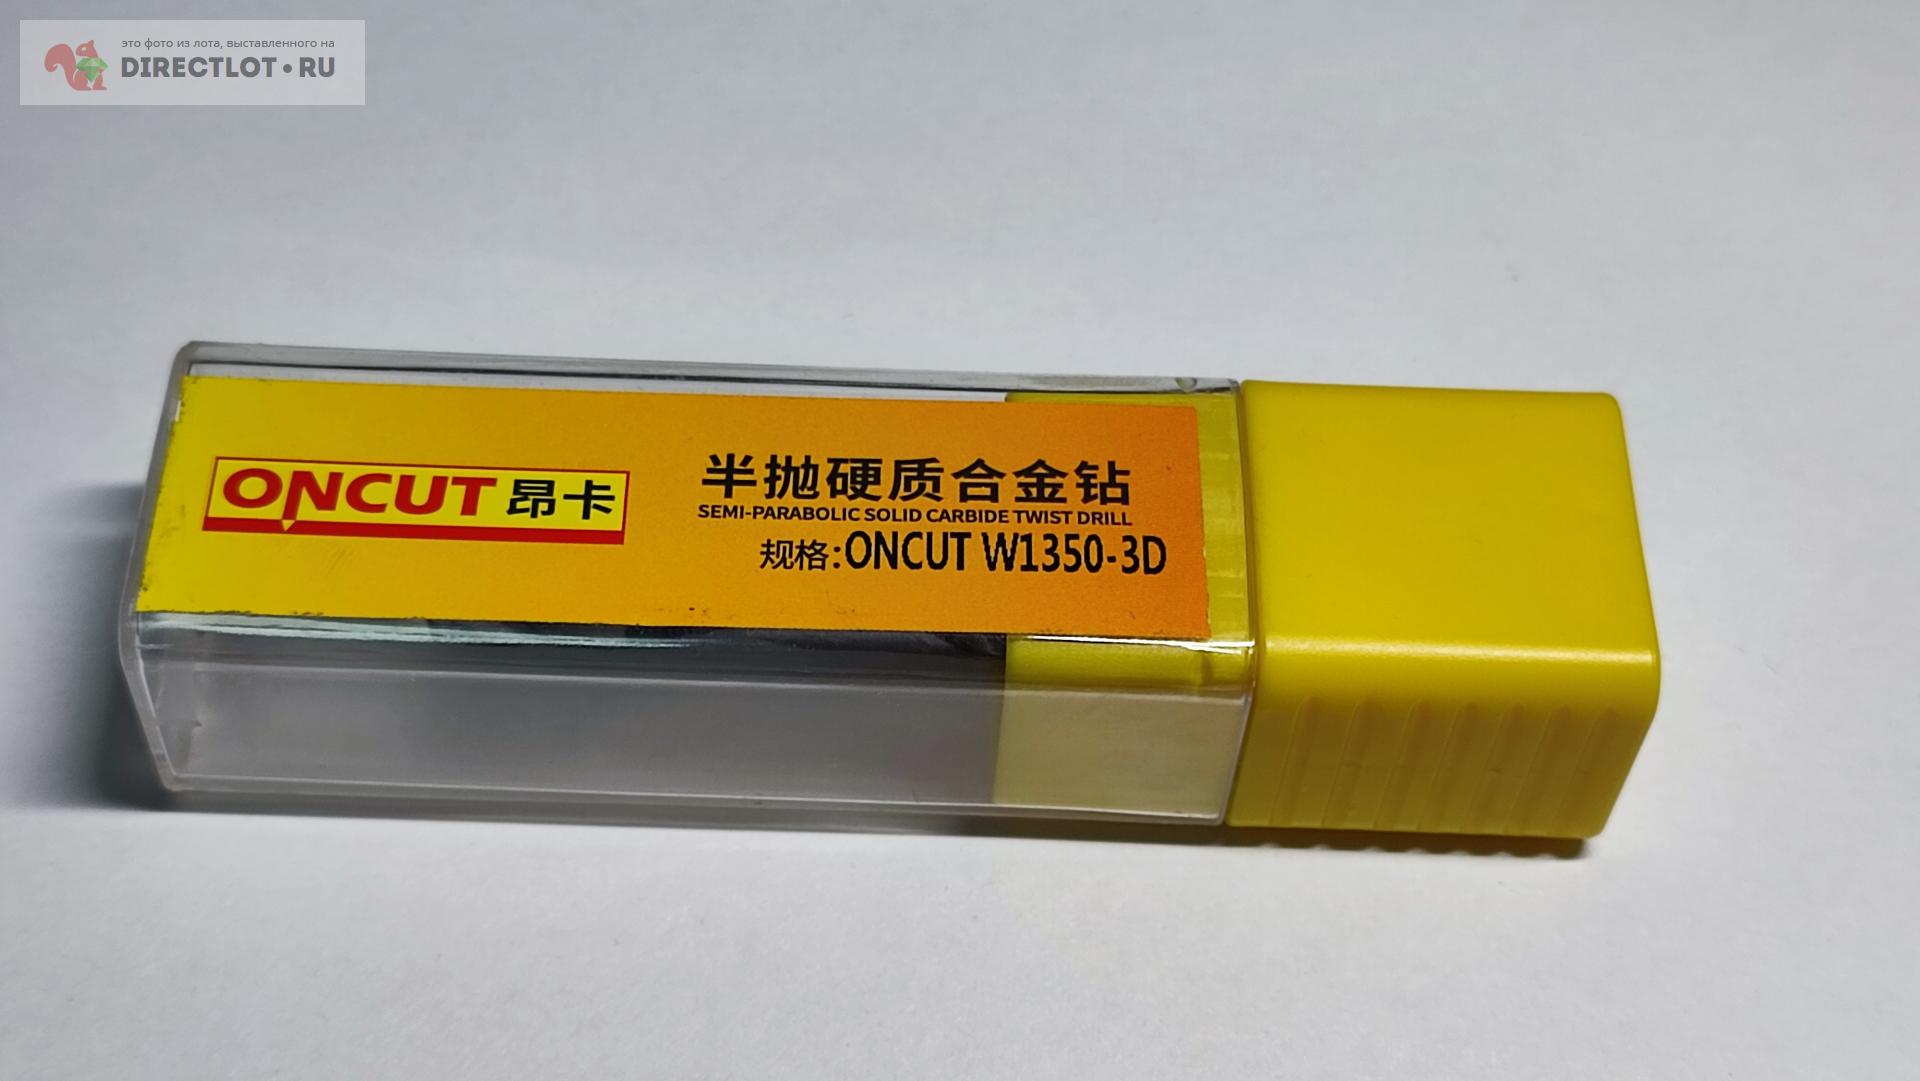 это фото из лота, выставленного на
DIRECTLOT•RU
ONCUT 昂卡
半抛硬质合金钻
SEMI-PARABOLIC SOLID CARBIDE TWIST DRILL
规格:ONCUT W1350-3D